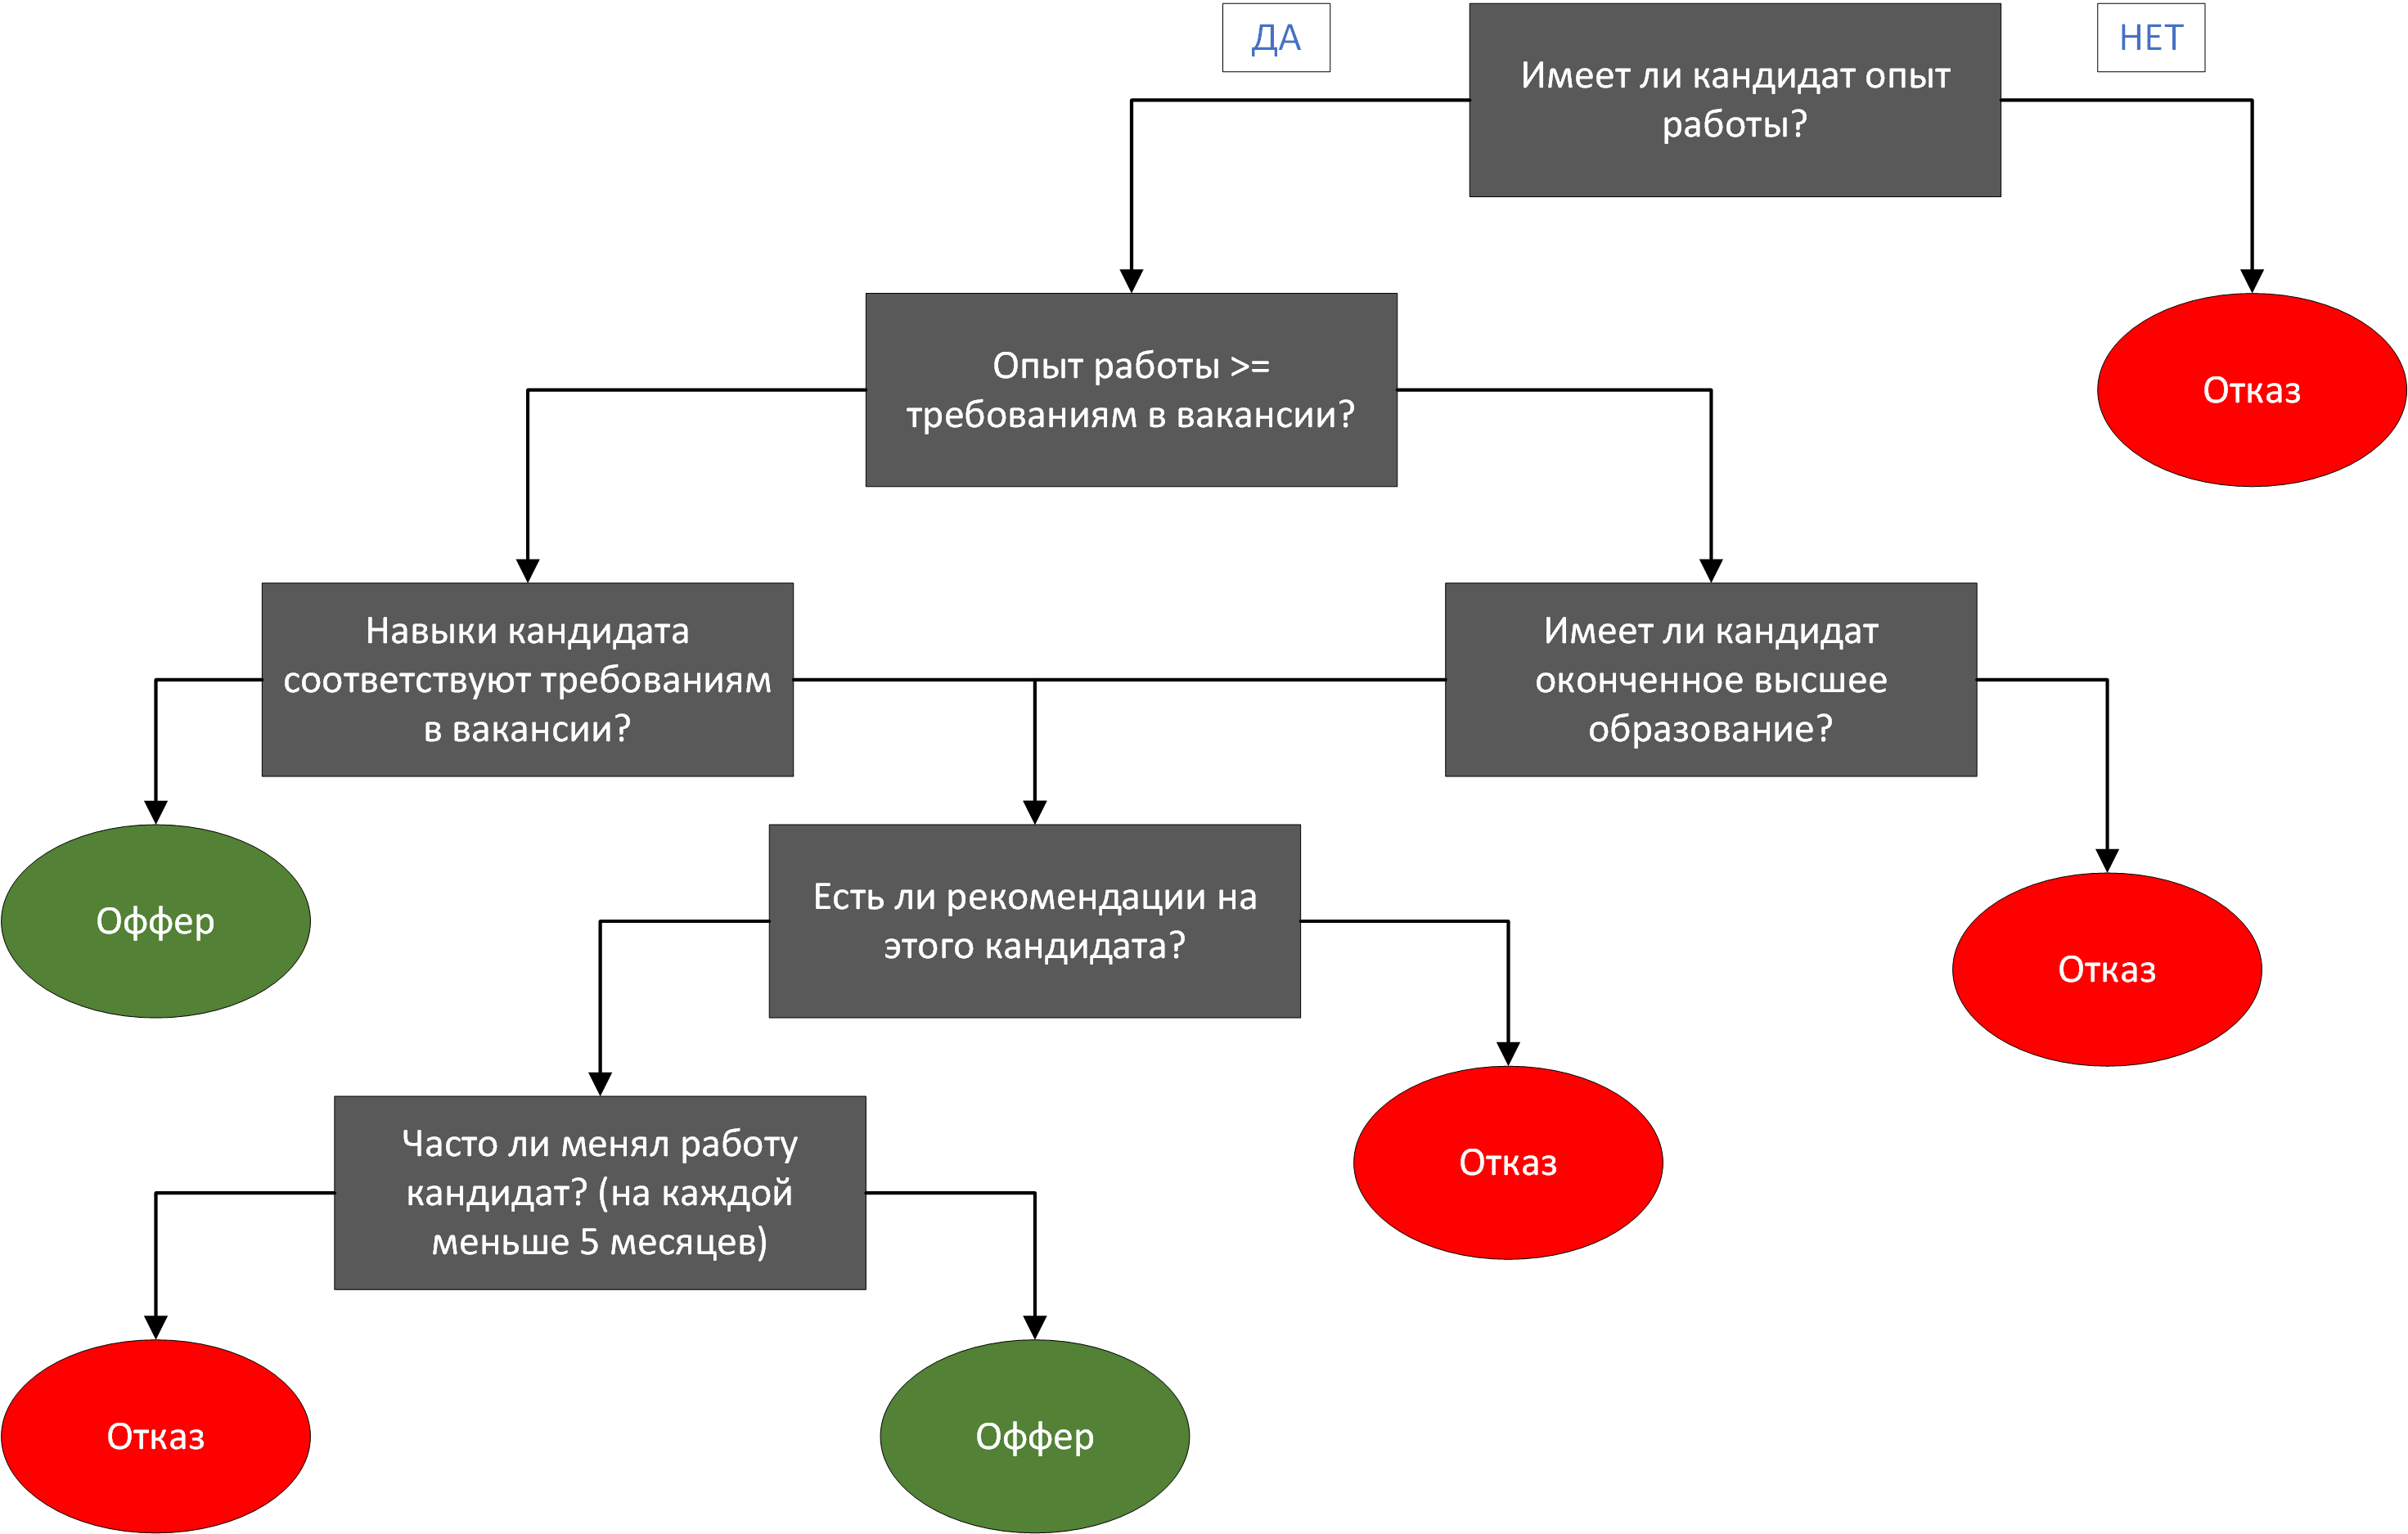 ДА
Имеет ли кандидат опыт
работы?
НЕТ
Опыт работы >=
требованиям в вакансии?
Отказ
Навыки кандидата
соответствуют требованиям
в вакансии?
Имеет ли кандидат
оконченное высшее
образование?
Оффер
Есть ли рекомендации на
этого кандидата?
Отказ
Часто ли менял работу
кандидат? (на каждой
меньше 5 месяцев)
Отказ
Отказ
Оффер